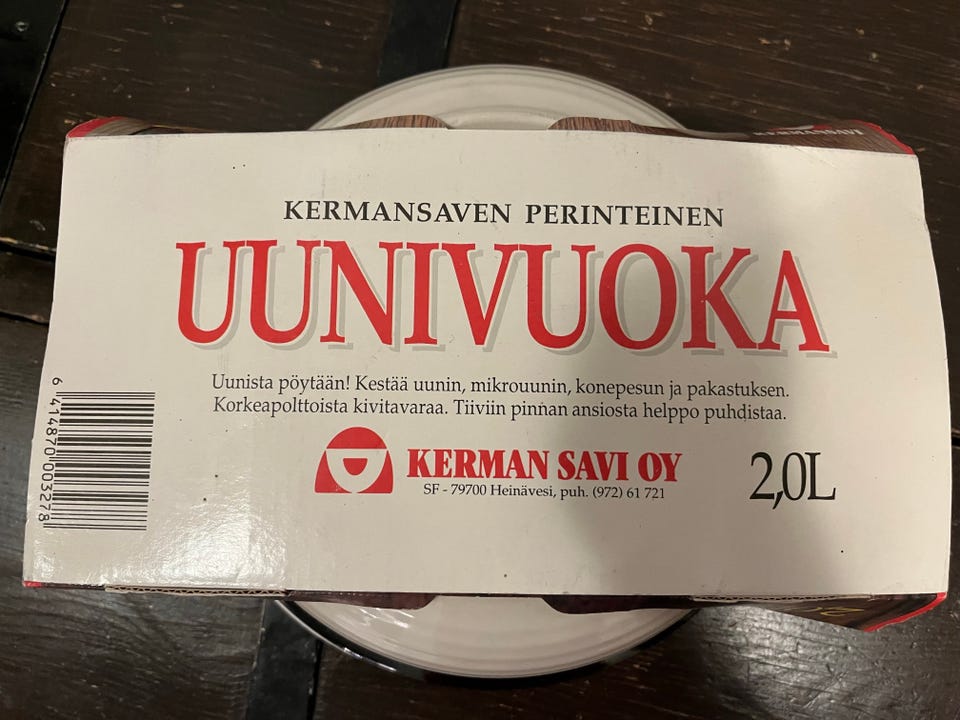 KERMANSAVEN PERINTEINEN
UUNIVUOKA
Uunista pöytään! Kestää uunin, mikrouunin, konepesun ja pakastuksen.
Korkeapolttoista kivitavaraa. Tiiviin pinnan ansiosta helppo puhdistaa.
KERMAN SAVI OY
SF - 79700 Heinävesi, puh. (972) 61 721
2,0L
6 414870 003278